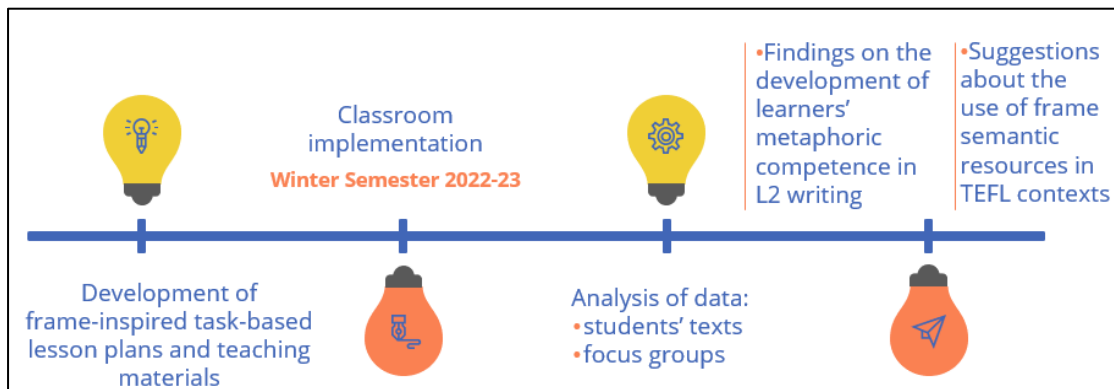 Development of
frame-inspired task-based
lesson plans and teaching
materials
Classroom
implementation
Winter Semester 2022-23
Analysis of data:
•students’ texts
•focus groups
•Findings on the
development of
learners’
metaphoric
competence in
L2 writing
•Suggestions
about the
use of frame
semantic
resources in
TEFL contexts